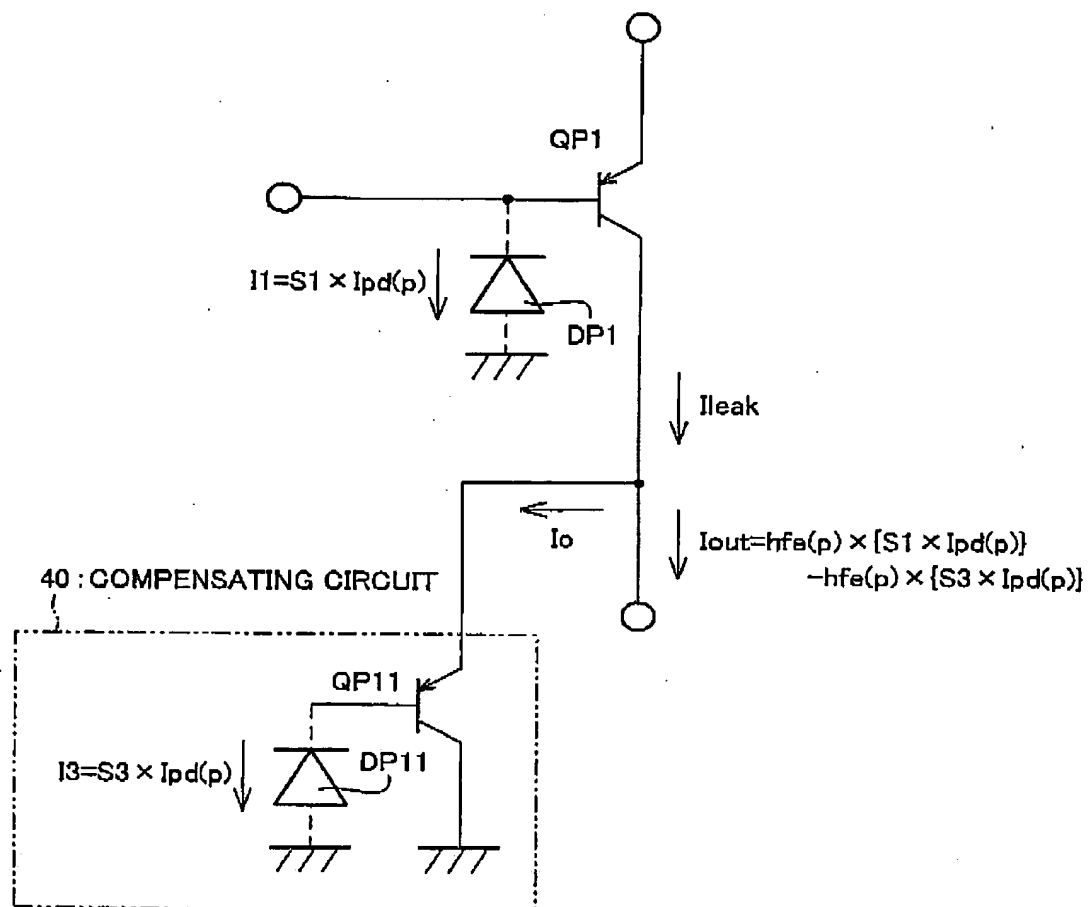 QP1
I1=S1×Ipd(p)
DP1
Ileak
Io
Iout=hfe(p)×{S1×Ipd(p)}
-hfe(p)×{S3×Ipd(p)}
40 : COMPENSATING CIRCUIT
QP11
I3=S3×Ipd(p)
DP11